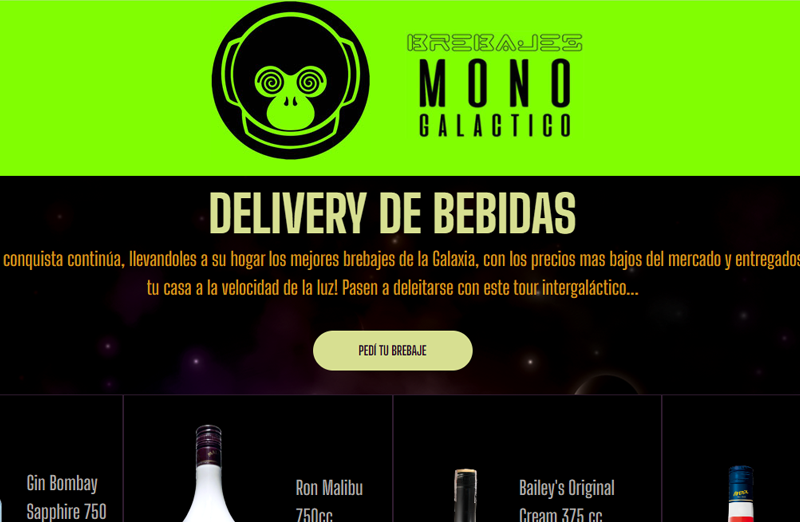 BREBAJES
MONO
GALACTICO
DELIVERY DE BEBIDAS
conquista continúa, llevandoles a su hogar los mejores brebajes de la Galaxia, con los precios mas bajos del mercado y entregados
tu casa a la velocidad de la luz! Pasen a deleitarse con este tour intergaláctico...
PEDÍ TU BREBAJE
Gin Bombay
Sapphire 750
Ron Malibu
750cc
Bailey's Original
Cream 375 cc